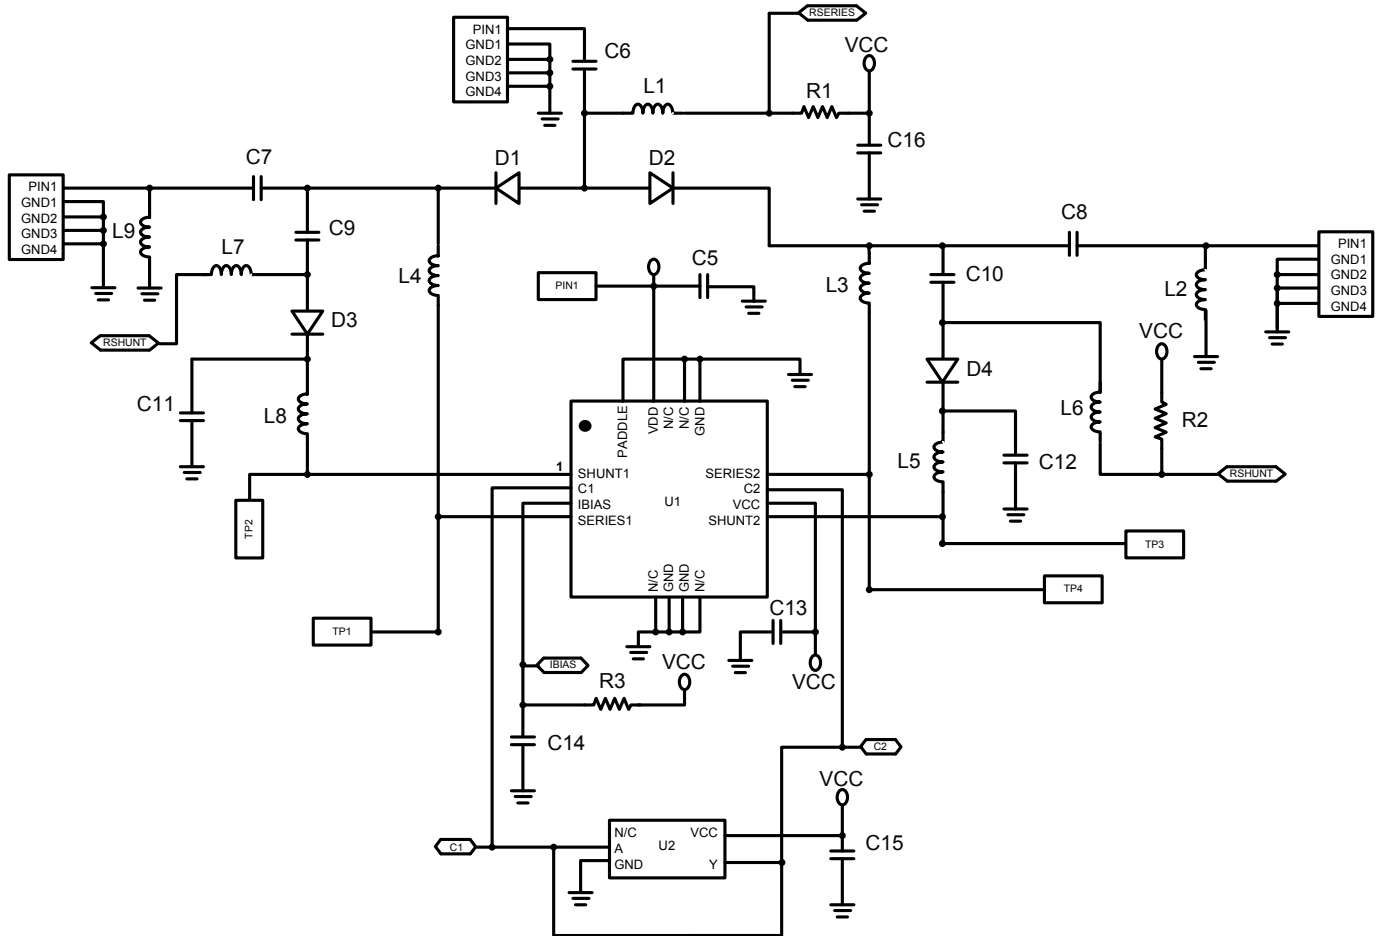 RSERIES
PIN1
GND1
GND2
GND3
GND4
C6
VCC
L1
R1
C16
C7
D1
D2
PIN1
GND1
GND2
GND3
GND4
L9
C9
L7
L4
C8
PIN1
GND1
GND2
GND3
GND4
C5
PIN1
L3
C10
L2
D3
RSHUNT
VCC
D4
C11
L8
L6
R2
PADDLE
VDD
N/C
N/C
GND
L5
C12
1
SHUNT1
C1
IBIAS
SERIES1
U1
SERIES2
C2
VCC
SHUNT2
RSHUNT
TP2
TP3
N/C
GND
GND
N/C
TP4
C13
TP1
IBIAS
VCC
VCC
R3
C14
C2
VCC
N/C
A
GND
U2
VCC
Y
C1
C15